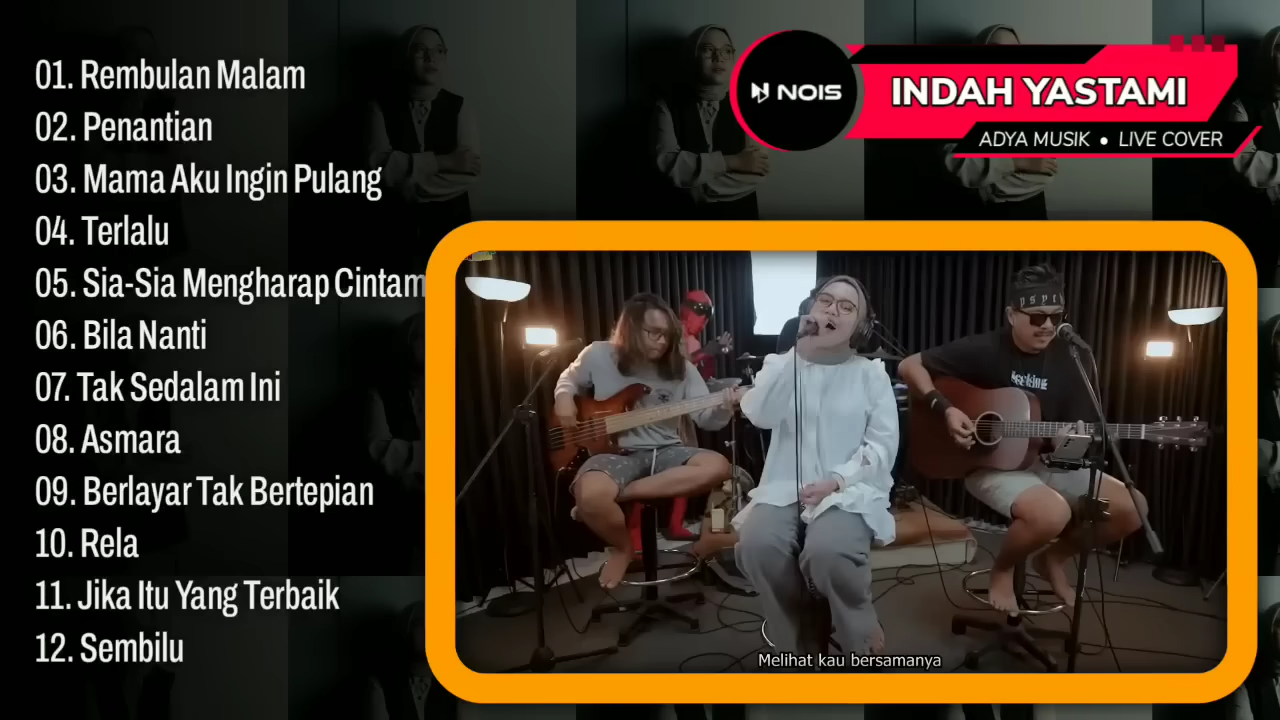 01. Rembulan Malam
02. Penantian
03. Mama Aku Ingin Pulang
04. Terlalu
05. Sia-Sia Mengharap Cintam
06. Bila Nanti
07. Tak Sedalam Ini
08. Asmara
09. Berlayar Tak Bertepian
10. Rela
11. Jika Itu Yang Terbaik
12. Sembilu
NOIS
INDAH YASTAMI
ADYA MUSIK • LIVE COVER
Melihat kau bersamanya